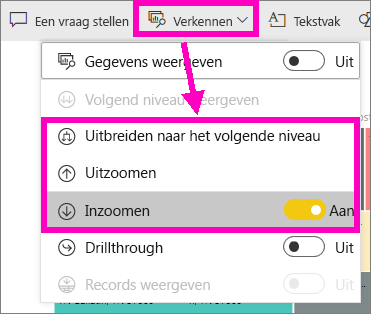 Een vraag stellen Verkennen Tekstvak
Gegevens weergeven Uit
Volgend niveau weergeven
Uitbreiden naar het volgende niveau
Uitzoomen
Inzoomen Aan
Drillthrough Uit
Records weergeven Uit